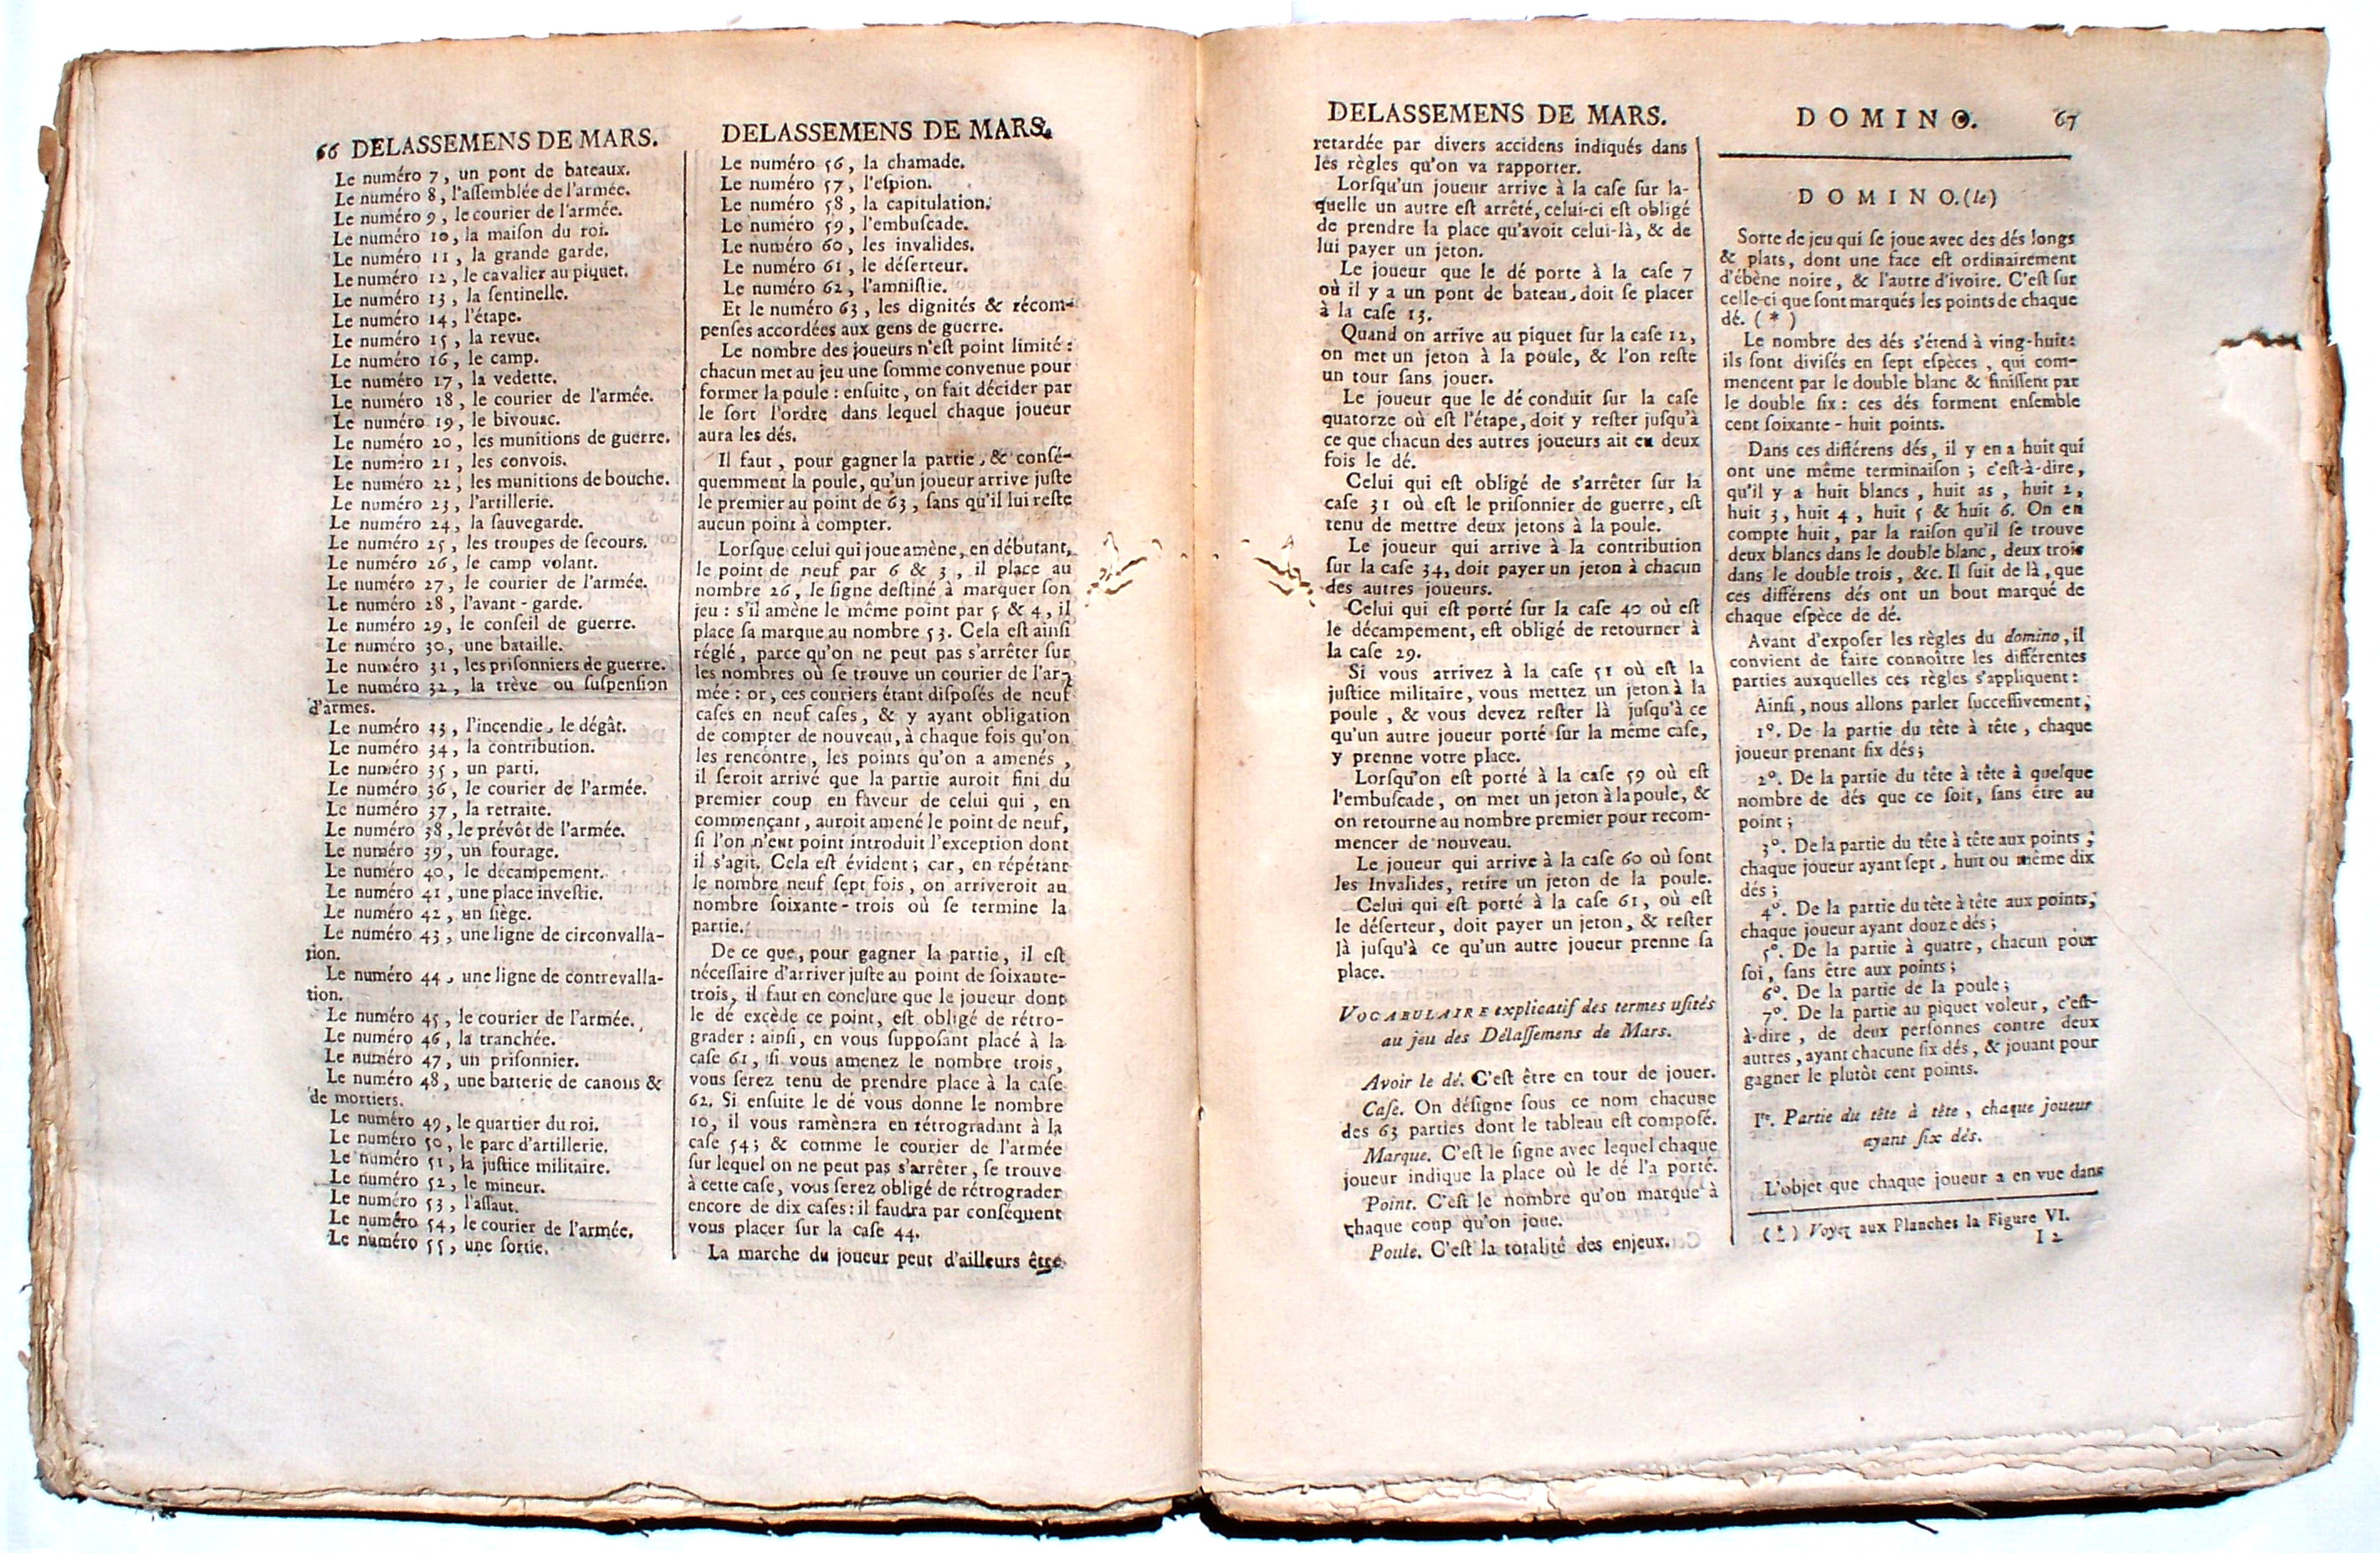 66 DELASSEMENS DE MARS.
Le numéro 7, un pont de bateaux.
Le numéro 8, l'aſſemblée de l'armée.
Le numéro 9, le courier de l'armée.
Le numéro 10, la maiſon du roi.
Le numéro 11, la grande garde.
Le numéro 12, le cavalier au piquet.
Le numéro 13, la ſentinelle.
Le numéro 14, l'étape.
Le numéro 15, la revue.
Le numéro 16, le camp.
Le numéro 17, la vedette.
Le numéro 18, le courier de l'armée.
Le numéro 19, le bivouac.
Le numéro 20, les munitions de guerre.
Le numéro 21, les convois.
Le numéro 22, les munitions de bouche.
Le numéro 23, l'artillerie.
Le numéro 24, la ſauvegarde.
Le numéro 25, les troupes de ſecours.
Le numéro 26, le camp volant.
Le numéro 27, le courier de l'armée.
Le numéro 28, l'avant-garde.
Le numéro 29, le conſeil de guerre.
Le numéro 30, une bataille.
Le numéro 31, les priſonniers de guerre.
Le numéro 32, la trève ou ſuſpenſion
d'armes.
Le numéro 33, l'incendie, le dégât.
Le numéro 34, la contribution.
Le numéro 35, un parti.
Le numéro 36, le courier de l'armée.
Le numéro 37, la retraite.
Le numéro 38, le prévôt de l'armée.
Le numéro 39, un fourage.
Le numéro 40, le décampement.
Le numéro 41, une place inveſtie.
Le numéro 42, un ſiège.
Le numéro 43, une ligne de circonvalla-
tion.
Le numéro 44, une ligne de contrevalla-
tion.
Le numéro 45, le courier de l'armée.
Le numéro 46, la tranchée.
Le numéro 47, un priſonnier.
Le numéro 48, une batterie de canons &
de mortiers.
Le numéro 49, le quartier du roi.
Le numéro 50, le parc d'artillerie.
Le numéro 51, la juſtice militaire.
Le numéro 52, le mineur.
Le numéro 53, l'aſſaut.
Le numéro 54, le courier de l'armée.
Le numéro 55, une ſortie.
DELASSEMENS DE MARS.
Le numéro 56, la chamade.
Le numéro 57, l'eſpion.
Le numéro 58, la capitulation.
Le numéro 59, l'embuſcade.
Le numéro 60, les invalides.
Le numéro 61, le déſerteur.
Le numéro 62, l'amniſtie.
Et le numéro 63, les dignités & récom-
penſes accordées aux gens de guerre.
Le nombre des joueurs n'eſt point limité :
chacun met au jeu une ſomme convenue pour
former la poule : enſuite, on fait décider par
le ſort l'ordre dans lequel chaque joueur
aura les dés.
Il faut, pour gagner la partie, & conſé-
quemment la poule, qu'un joueur arrive juſte
le premier au point de 63, ſans qu'il lui reſte
aucun point à compter.
Lorſque celui qui joue amène, en débutant,
le point de neuf par 6 & 3, il place au
nombre 26, le ſigne deſtiné à marquer ſon
jeu : s'il amène le même point par 5 & 4, il
place ſa marque au nombre 53. Cela eſt ainſi
réglé, parce qu'on ne peut pas s'arrêter ſur
les nombres où ſe trouve un courier de l'ar-
mée : or, ces couriers étant diſpoſés de neuf
caſes en neuf caſes, & y ayant obligation
de compter de nouveau, à chaque fois qu'on
les rencontre, les points qu'on a amenés,
il ſeroit arrivé que la partie auroit fini du
premier coup en faveur de celui qui, en
commençant, auroit amené le point de neuf,
ſi l'on n'eut point introduit l'exception dont
il s'agit. Cela eſt évident ; car, en répétant
le nombre neuf ſept fois, on arriveroit au
nombre ſoixante-trois où ſe termine la
partie.
De ce que, pour gagner la partie, il eſt
néceſſaire d'arriver juſte au point de ſoixante-
trois, il faut en conclure que le joueur dont
le dé excède ce point, eſt obligé de rétro-
grader : ainſi, en vous ſuppoſant placé à la
caſe 61, ſi vous amenez le nombre trois,
vous ſerez tenu de prendre place à la caſe
62. Si enſuite le dé vous donne le nombre
10, il vous ramènera en rétrogradant à la
caſe 54 ; & comme le courier de l'armée
ſur lequel on ne peut pas s'arrêter, ſe trouve
à cette caſe, vous ſerez obligé de rétrograder
encore de dix caſes : il faudra par conſéquent
vous placer ſur la caſe 44.
La marche du joueur peut d'ailleurs être
DELASSEMENS DE MARS.
retardée par divers accidens indiqués dans
les règles qu'on va rapporter.
Lorſqu'un joueur arrive à la caſe ſur la-
quelle un autre eſt arrêté, celui-ci eſt obligé
de prendre la place qu'avoit celui-là, & de
lui payer un jeton.
Le joueur que le dé porte à la caſe 7
où il y a un pont de bateau, doit ſe placer
à la caſe 13.
Quand on arrive au piquet ſur la caſe 12,
on met un jeton à la poule, & l'on reſte
un tour ſans jouer.
Le joueur que le dé conduit ſur la caſe
quatorze où eſt l'étape, doit y reſter juſqu'à
ce que chacun des autres joueurs ait eu deux
fois le dé.
Celui qui eſt obligé de s'arrêter ſur la
caſe 31 où eſt le priſonnier de guerre, eſt
tenu de mettre deux jetons à la poule.
Le joueur qui arrive à la contribution
ſur la caſe 34, doit payer un jeton à chacun
des autres joueurs.
Celui qui eſt porté ſur la caſe 40 où eſt
le décampement, eſt obligé de retourner à
la caſe 29.
Si vous arrivez à la caſe 51 où eſt la
juſtice militaire, vous mettez un jeton à la
poule, & vous devez reſter là juſqu'à ce
qu'un autre joueur porté ſur la même caſe,
y prenne votre place.
Lorſqu'on eſt porté à la caſe 59 où eſt
l'embuſcade, on met un jeton à la poule, &
on retourne au nombre premier pour recom-
mencer de nouveau.
Le joueur qui arrive à la caſe 60 où ſont
les Invalides, retire un jeton de la poule.
Celui qui eſt porté à la caſe 61, où eſt
le déſerteur, doit payer un jeton, & reſter
là juſqu'à ce qu'un autre joueur prenne ſa
place.
VOCABULAIRE explicatif des termes uſités
au jeu des Délaſſemens de Mars.
Avoir le dé. C'eſt être en tour de jouer.
Caſe. On déſigne ſous ce nom chacune
des 63 parties dont le tableau eſt compoſé.
Marque. C'eſt le ſigne avec lequel chaque
joueur indique la place où le dé l'a porté.
Point. C'eſt le nombre qu'on marque à
chaque coup qu'on joue.
Poule. C'eſt la totalité des enjeux.
DOMINO. 67
DOMINO. (le)
Sorte de jeu qui ſe joue avec des dés longs
& plats, dont une face eſt ordinairement
d'ébène noire, & l'autre d'ivoire. C'eſt ſur
celle-ci que ſont marqués les points de chaque
dé. (*)
Le nombre des dés s'étend à ving-huit :
ils ſont diviſés en ſept eſpèces, qui com-
mencent par le double blanc & finiſſent par
le double ſix : ces dés forment enſemble
cent ſoixante-huit points.
Dans ces différens dés, il y en a huit qui
ont une même terminaiſon ; c'eſt-à-dire,
qu'il y a huit blancs, huit as, huit 2,
huit 3, huit 4, huit 5 & huit 6. On en
compte huit, par la raiſon qu'il ſe trouve
deux blancs dans le double blanc, deux trois
dans le double trois, &c. Il ſuit de là, que
ces différens dés ont un bout marqué de
chaque eſpèce de dé.
Avant d'expoſer les règles du domino, il
convient de faire connoître les différentes
parties auxquelles ces règles s'appliquent :
Ainſi, nous allons parler ſucceſſivement,
1°. De la partie du tête à tête, chaque
joueur prenant ſix dés ;
2°. De la partie du tête à tête à quelque
nombre de dés que ce ſoit, ſans être au
point ;
3°. De la partie du tête à tête aux points ;
chaque joueur ayant ſept, huit ou même dix
dés ;
4°. De la partie du tête à tête aux points,
chaque joueur ayant douze dés ;
5°. De la partie à quatre, chacun pour
ſoi, ſans être aux points ;
6°. De la partie de la poule ;
7°. De la partie au piquet voleur, c'eſt-
à-dire, de deux perſonnes contre deux
autres, ayant chacune ſix dés, & jouant pour
gagner le plutôt cent points.
Ire. Partie du tête à tête, chaque joueur
ayant ſix dés.
L'objet que chaque joueur a en vue dans
(*) Voyez aux Planches la Figure VI.
I 2